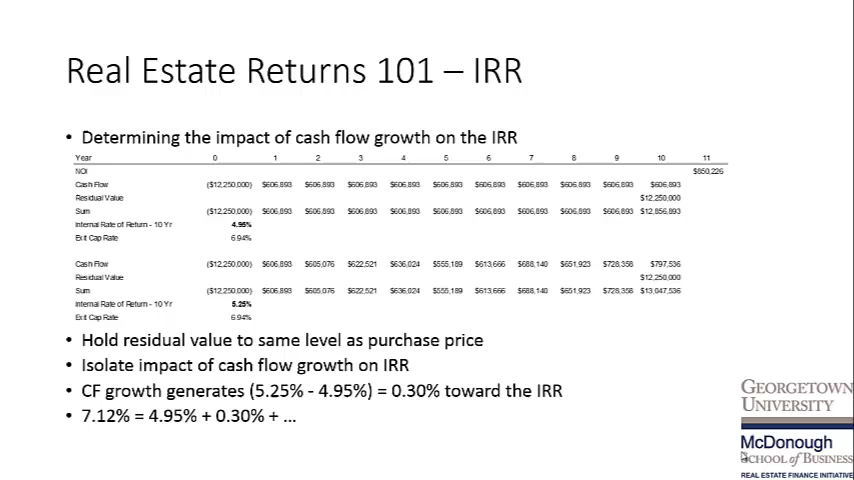 Real Estate Returns 101 – IRR
• Determining the impact of cash flow growth on the IRR
Year 0 1 2 3 4 5 6 7 8 9 10 11
NOI $850,226
Cash Flow ($12,250,000) $606,893 $606,893 $606,893 $606,893 $606,893 $606,893 $606,893 $606,893 $606,893 $606,893
Residual Value $12,250,000
Sum ($12,250,000) $606,893 $606,893 $606,893 $606,893 $606,893 $606,893 $606,893 $606,893 $606,893 $12,856,893
Internal Rate of Return - 10 Yr 4.95%
Exit Cap Rate 6.94%
Cash Flow ($12,250,000) $606,893 $605,076 $622,521 $636,024 $555,189 $613,666 $688,140 $651,923 $728,358 $797,536
Residual Value $12,250,000
Sum ($12,250,000) $606,893 $605,076 $622,521 $636,024 $555,189 $613,666 $688,140 $651,923 $728,358 $13,047,536
Internal Rate of Return - 10 Yr 5.25%
Exit Cap Rate 6.94%
• Hold residual value to same level as purchase price
• Isolate impact of cash flow growth on IRR
• CF growth generates (5.25% - 4.95%) = 0.30% toward the IRR
• 7.12% = 4.95% + 0.30% + ...
GEORGETOWN
UNIVERSITY
McDonough
SCHOOL of BUSINESS
REAL ESTATE FINANCE INITIATIVE